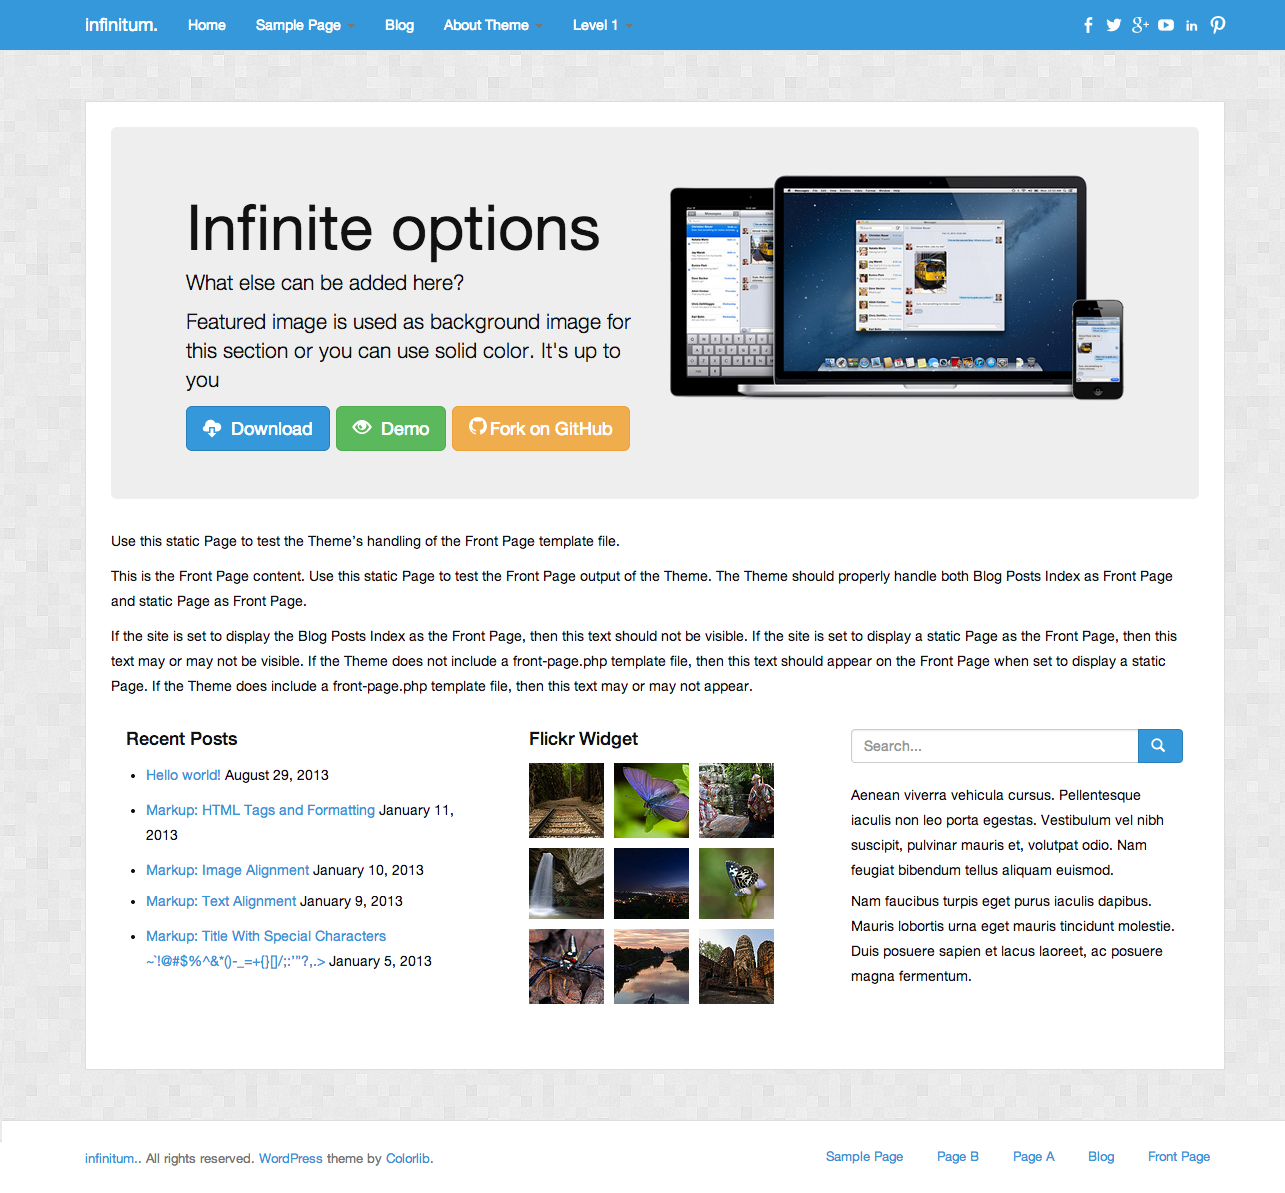 infinitum. Home Sample Page Blog About Theme Level 1
Infinite options
What else can be added here?
Featured image is used as background image for
this section or you can use solid color. It's up to
you
Download Demo Fork on GitHub
Use this static Page to test the Theme’s handling of the Front Page template file.
This is the Front Page content. Use this static Page to test the Front Page output of the Theme. The Theme should properly handle both Blog Posts Index as Front Page
and static Page as Front Page.
If the site is set to display the Blog Posts Index as the Front Page, then this text should not be visible. If the site is set to display a static Page as the Front Page, then this
text may or may not be visible. If the Theme does not include a front-page.php template file, then this text should appear on the Front Page when set to display a static
Page. If the Theme does include a front-page.php template file, then this text may or may not appear.
Recent Posts
Hello world! August 29, 2013
Markup: HTML Tags and Formatting January 11,
2013
Markup: Image Alignment January 10, 2013
Markup: Text Alignment January 9, 2013
Markup: Title With Special Characters
~`!@#$%^&*()-_=+{}[]/;:'"?,.> January 5, 2013
Flickr Widget
Search...
Aenean viverra vehicula cursus. Pellentesque
iaculis non leo porta egestas. Vestibulum vel nibh
suscipit, pulvinar mauris et, volutpat odio. Nam
feugiat bibendum tellus aliquam euismod.
Nam faucibus turpis eget purus iaculis dapibus.
Mauris lobortis urna eget mauris tincidunt molestie.
Duis posuere sapien et lacus laoreet, ac posuere
magna fermentum.
infinitum.. All rights reserved. WordPress theme by Colorlib.
Sample Page Page B Page A Blog Front Page